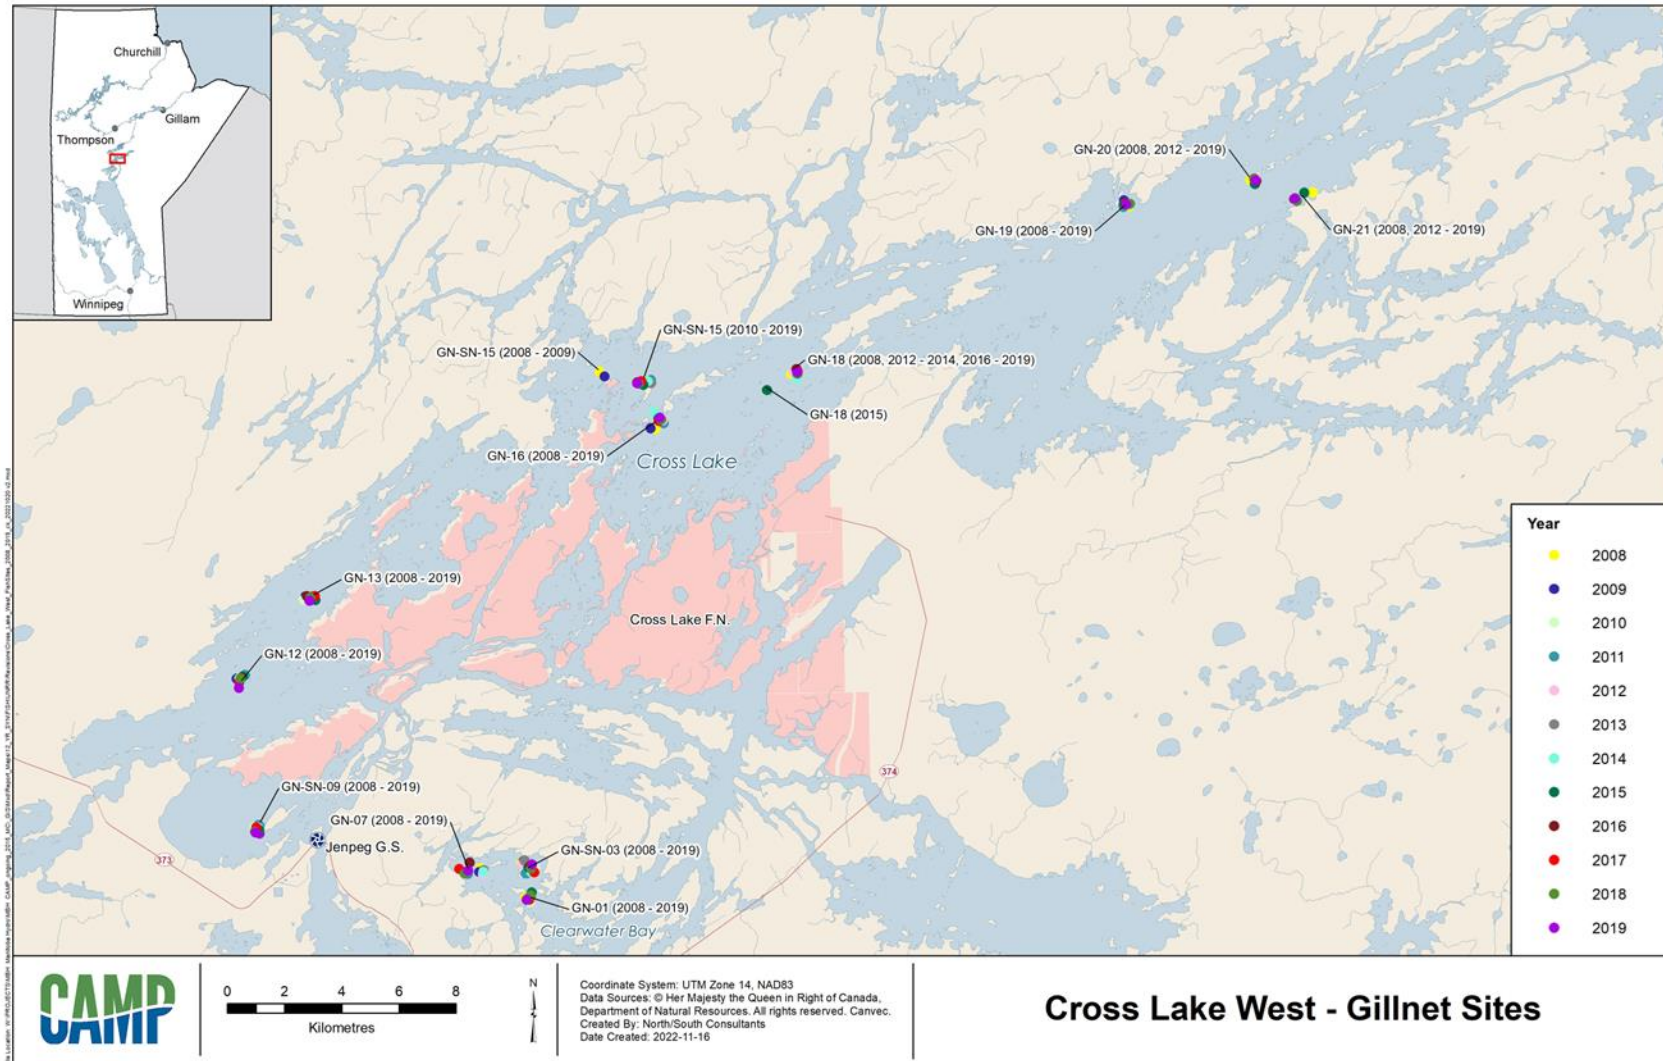 Churchill
Gillam
Thompson
Winnipeg
GN-20 (2008, 2012 - 2019)
GN-19 (2008 - 2019)
GN-21 (2008, 2012 - 2019)
GN-SN-15 (2010 - 2019)
GN-SN-15 (2008 - 2009)
GN-18 (2008, 2012 - 2014, 2016 - 2019)
GN-18 (2015)
GN-16 (2008 - 2019)
Cross Lake
GN-13 (2008 - 2019)
Cross Lake F.N.
GN-12 (2008 - 2019)
374
GN-SN-09 (2008 - 2019)
GN-07 (2008 - 2019)
Jenpeg G.S.
373
GN-SN-03 (2008 - 2019)
GN-01 (2008 - 2019)
Clearwater Bay
Year
2008
2009
2010
2011
2012
2013
2014
2015
2016
2017
2018
2019
CAMP
0 2 4 6 8
Kilometres
N
Coordinate System: UTM Zone 14, NAD83
Data Sources: © Her Majesty the Queen in Right of Canada,
Department of Natural Resources. All rights reserved. Canvec.
Created By: North/South Consultants
Date Created: 2022-11-16
Cross Lake West - Gillnet Sites